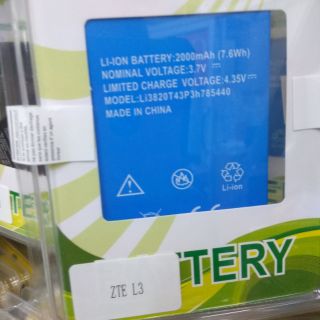 LI-ION BATTERY:2000mAh (7.6Wh)
NOMINAL VOLTAGE:3.7V
LIMITED CHARGE VOLTAGE:4.35V
MODEL:Li3820T43P3h785440
MADE IN CHINA
Li-ion
TERY
ZTE L3